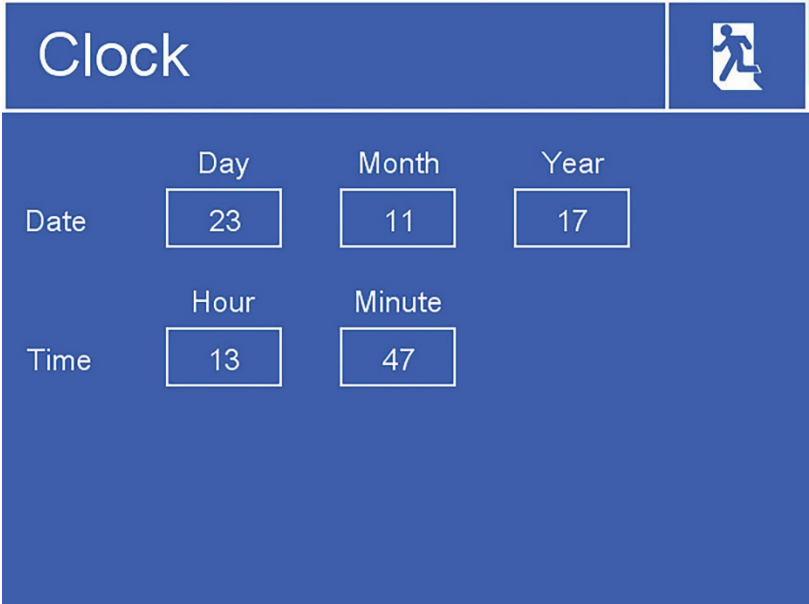 Clock
Day Month Year
Date 23 11 17
Hour Minute
Time 13 47